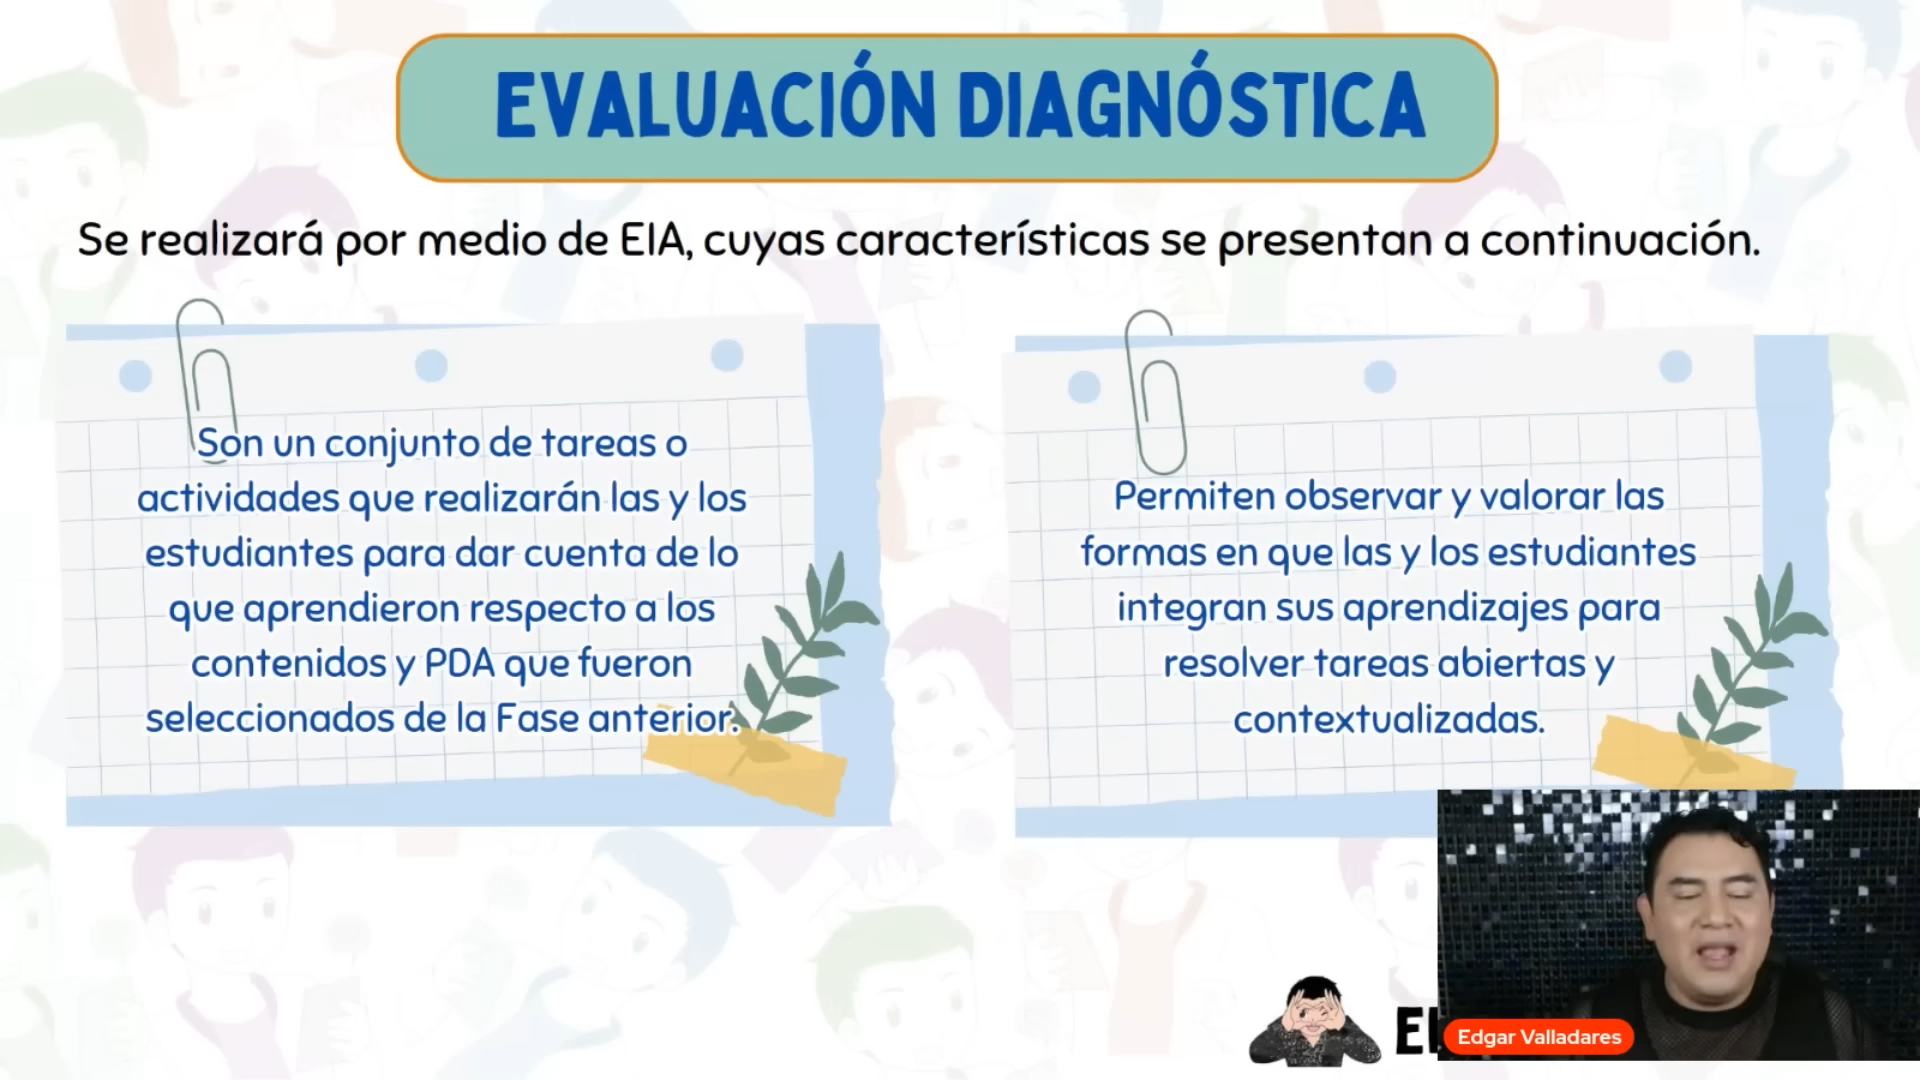 EVALUACIÓN DIAGNÓSTICA
Se realizará por medio de EIA, cuyas características se presentan a continuación.
Son un conjunto de tareas o
actividades que realizarán las y los
estudiantes para dar cuenta de lo
que aprendieron respecto a los
contenidos y PDA que fueron
seleccionados de la Fase anterior.
Permiten observar y valorar las
formas en que las y los estudiantes
integran sus aprendizajes para
resolver tareas abiertas y
contextualizadas.
Edgar Valladares